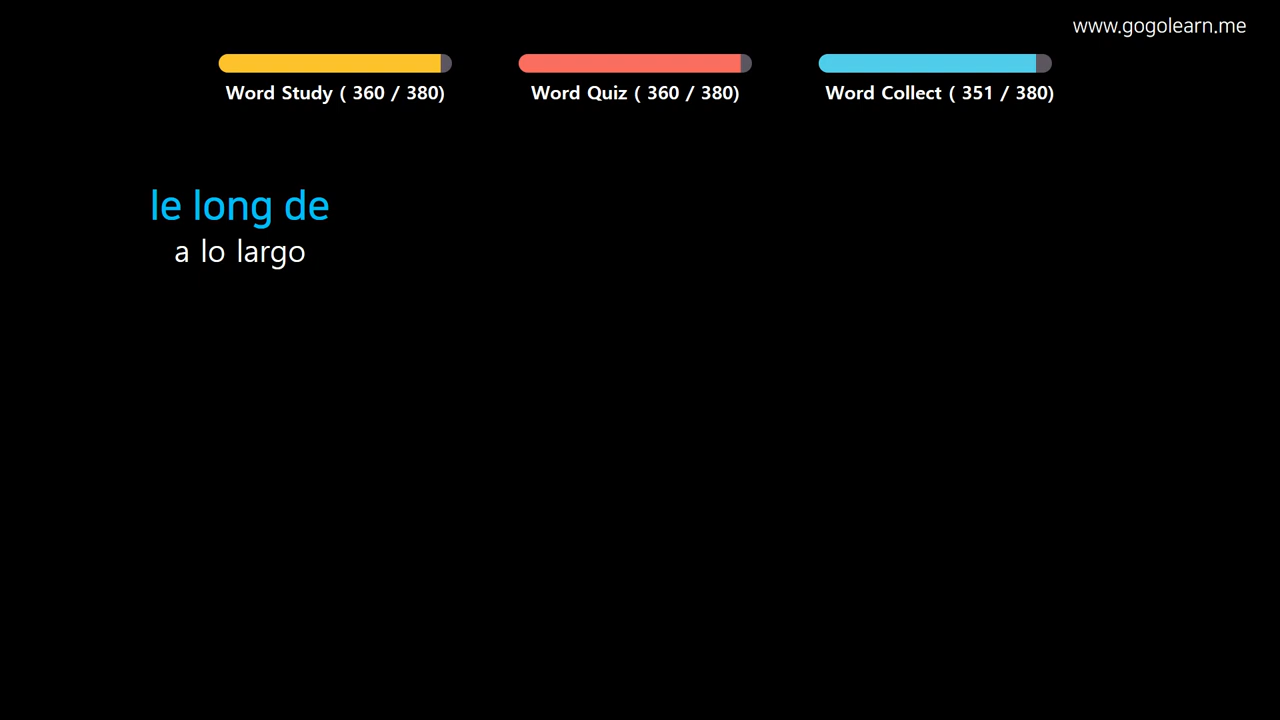 www.gogolearn.me
Word Study ( 360 / 380)
Word Quiz ( 360 / 380)
Word Collect ( 351 / 380)
le long de
a lo largo